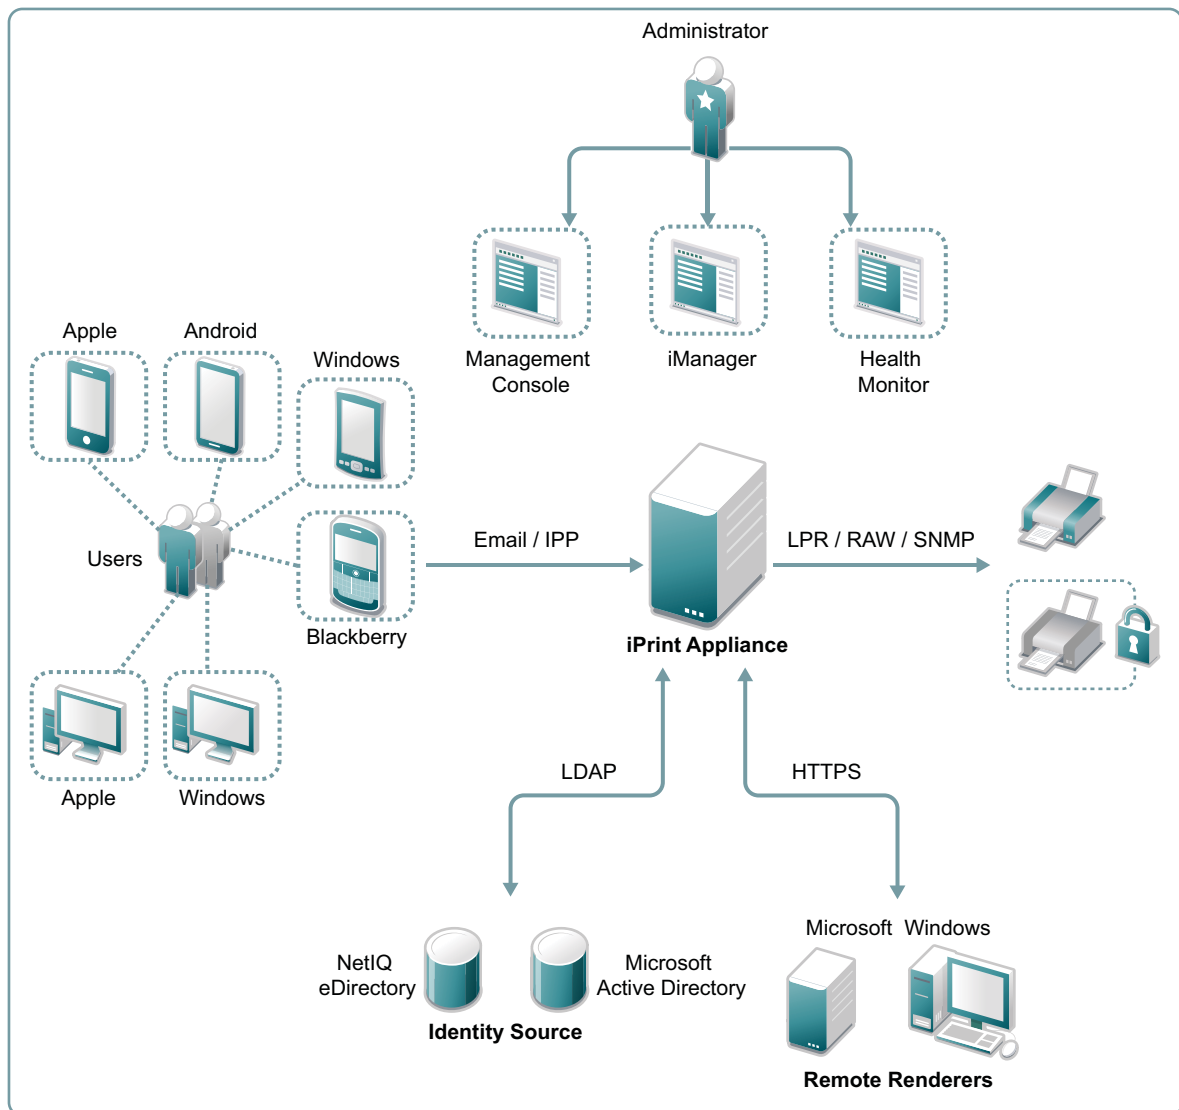 Administrator
Management
Console
iManager
Health
Monitor
Apple
Android
Windows
Users
Blackberry
Apple
Windows
Email / IPP
iPrint Appliance
LPR / RAW / SNMP
LDAP
HTTPS
NetIQ
eDirectory
Microsoft
Active Directory
Identity Source
Microsoft Windows
Remote Renderers